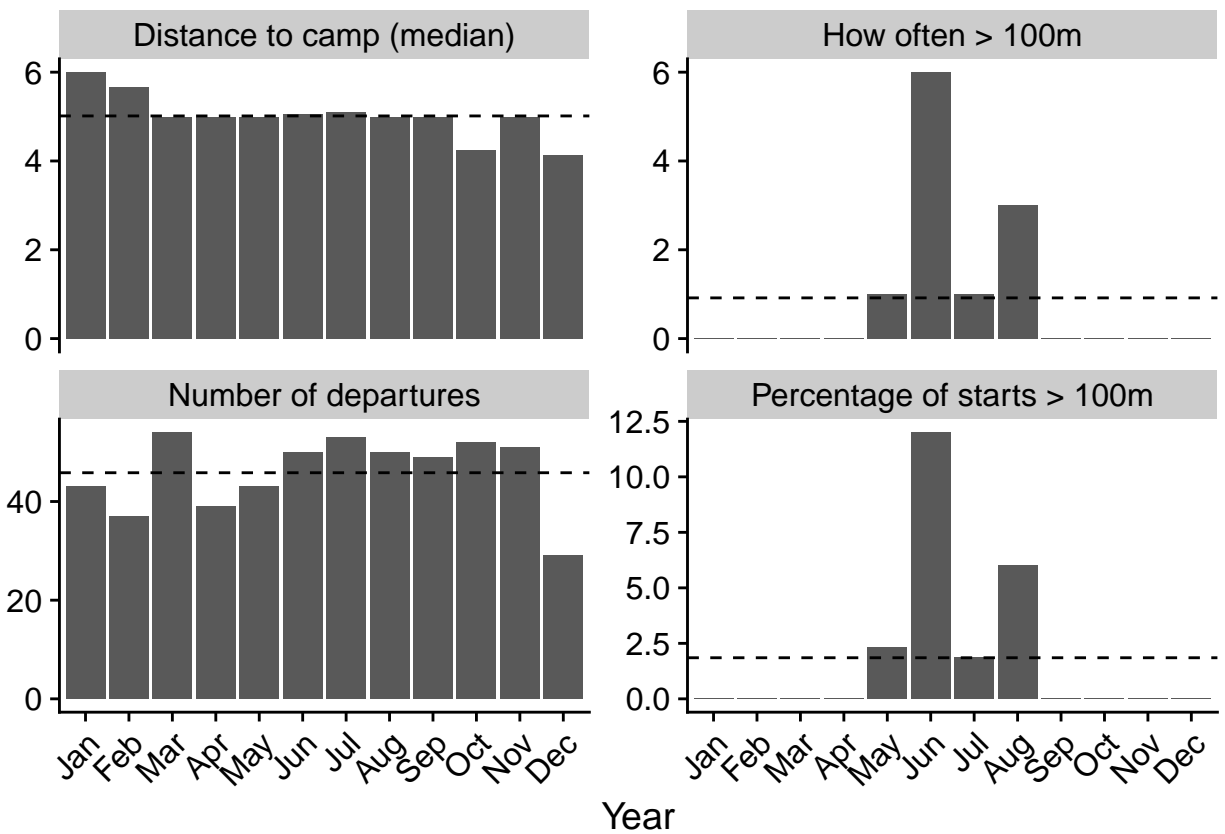 Distance to camp (median)
How often > 100m
6
4
2
0
6
4
2
0
Number of departures
Percentage of starts > 100m
40
20
0
12.5
10.0
7.5
5.0
2.5
0.0
Jan Feb Mar Apr May Jun Jul Aug Sep Oct Nov Dec
Jan Feb Mar Apr May Jun Jul Aug Sep Oct Nov Dec
Year